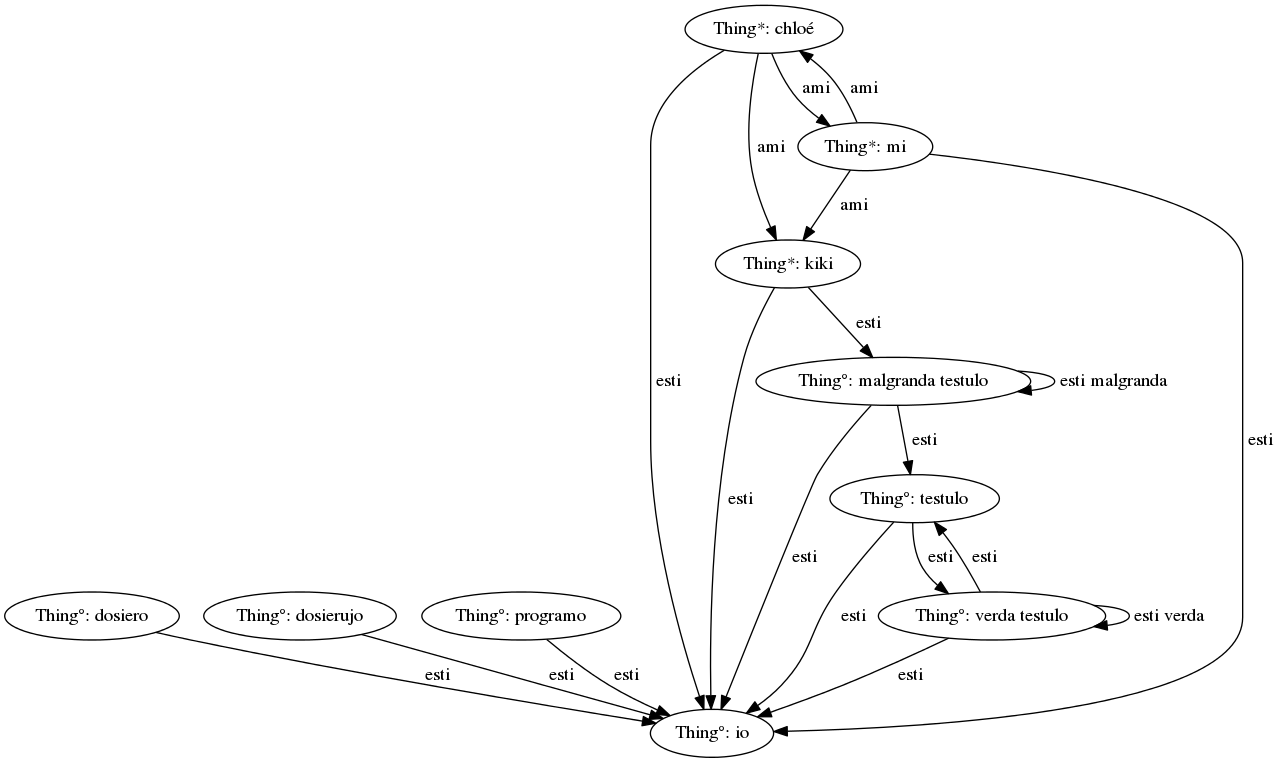 Thing*: chloé
ami ami
Thing*: mi
ami
ami
Thing*: kiki
esti
esti
Thing°: malgranda testulo
esti malgranda
esti
esti
esti
Thing°: testulo
esti
esti
esti esti
Thing°: dosiero
Thing°: dosierujo
Thing°: programo
esti
Thing°: verda testulo
esti verda
esti
esti
esti
esti
Thing°: io